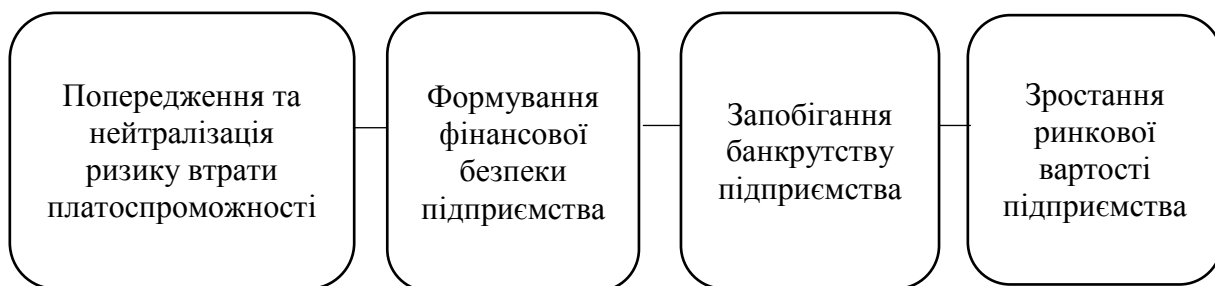 Попередження та
нейтралізація
ризику втрати
платоспроможності
Формування
фінансової
безпеки
підприємства
Запобігання
банкрутству
підприємства
Зростання
ринкової
вартості
підприємства